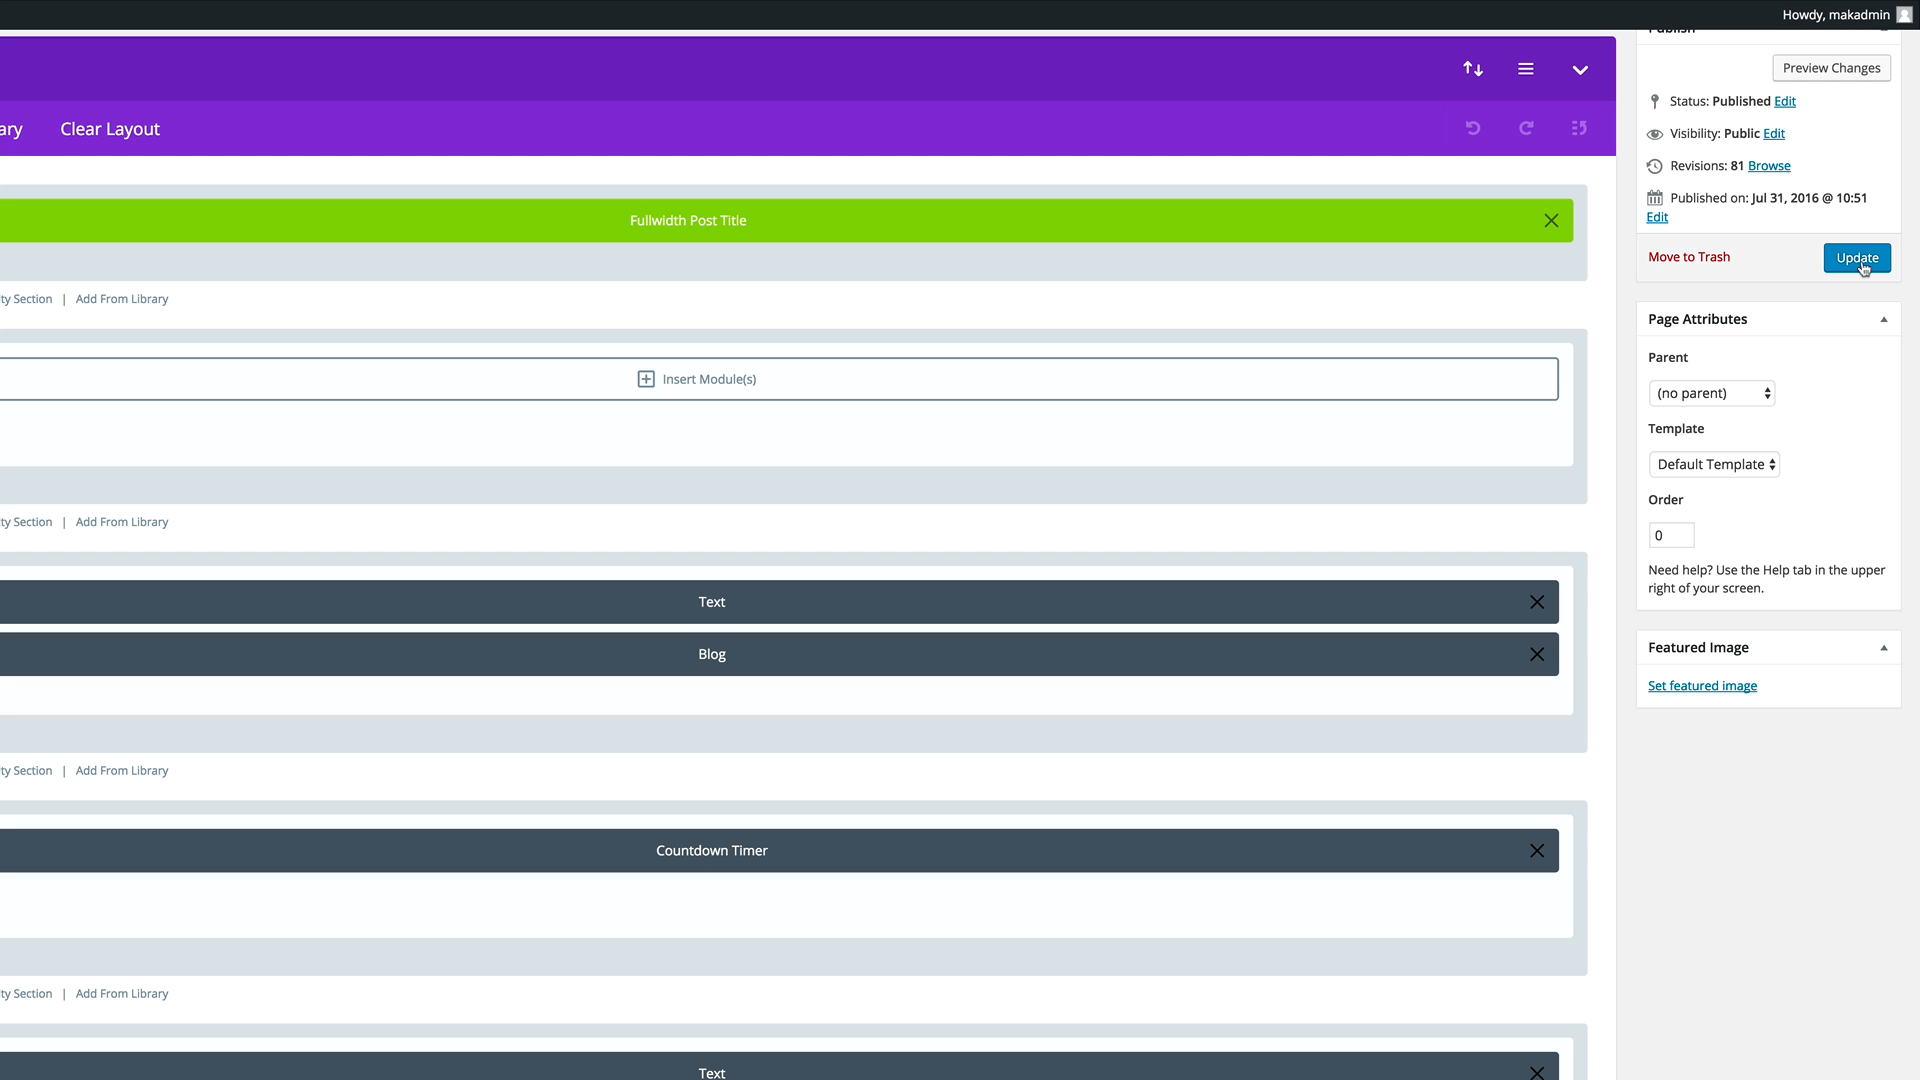 Howdy, makadmin
Publish
Preview Changes
Status: Published Edit
ary
Clear Layout
Visibility: Public Edit
Revisions: 81 Browse
Published on: Jul 31, 2016 @ 10:51
Edit
Fullwidth Post Title
Move to Trash
Update
ty Section | Add From Library
Page Attributes
Parent
Insert Module(s)
(no parent)
Template
Default Template
Order
ty Section | Add From Library
0
Need help? Use the Help tab in the upper
right of your screen.
Text
Blog
Featured Image
Set featured image
ty Section | Add From Library
Countdown Timer
ty Section | Add From Library
Text